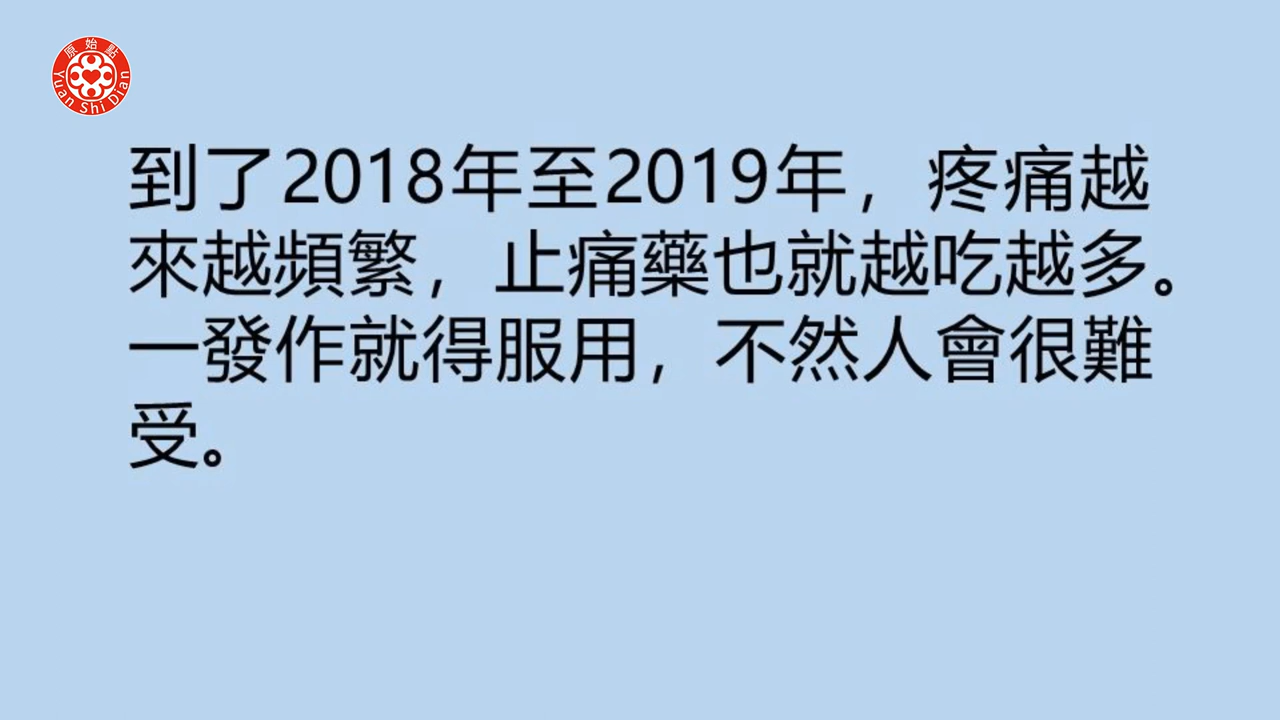 原始點
Yuan Shi Dian
到了2018年至2019年，疼痛越
來越頻繁，止痛藥也就越吃越多。
一發作就得服用，不然人會很難
受。